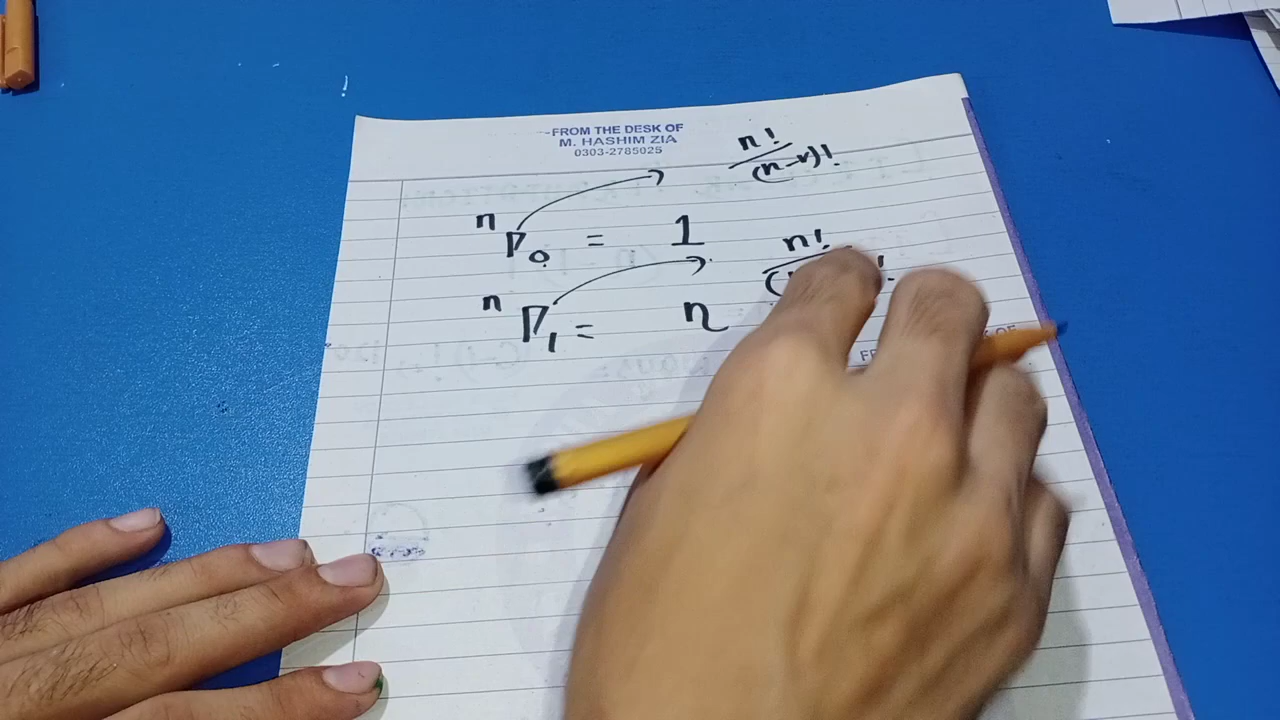 FROM THE DESK OF
M. HASHIM ZIA
0303-2785025
n!
(n-r)!
ⁿP₀ = 1
n!
ⁿP₁ = n